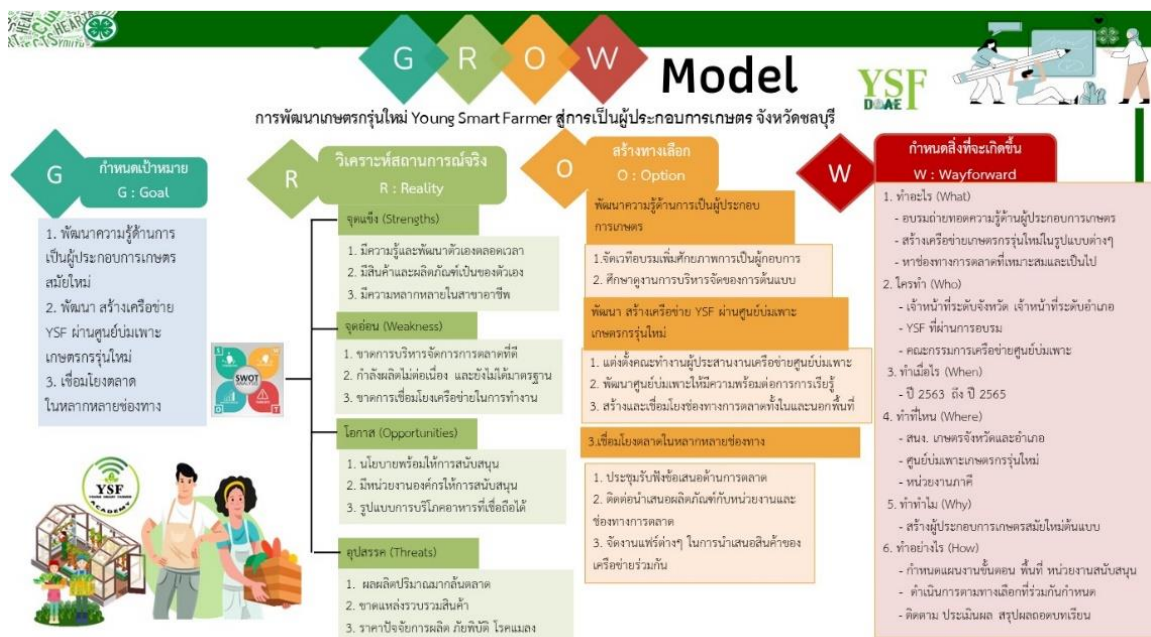 G R O W Model
YSF
DOAE
การพัฒนาเกษตรกรุ่นใหม่ Young Smart Farmer สู่การเป็นผู้ประกอบการเกษตร จังหวัดชลบุรี
G
กำหนดเป้าหมาย
G : Goal
1. พัฒนาความรู้ด้านการ
เป็นผู้ประกอบการเกษตร
สมัยใหม่
2. พัฒนา สร้างเครือข่าย
YSF ผ่านศูนย์บ่มเพาะ
เกษตรกรรุ่นใหม่
3. เชื่อมโยงตลาด
ในหลากหลายช่องทาง
SWOT
ANALYSIS
YSF
YOUNG SMART FARMER
ACADEMY
R
วิเคราะห์สถานการณ์จริง
R : Reality
จุดแข็ง (Strengths)
1. มีความรู้และพัฒนาตัวเองตลอดเวลา
2. มีสินค้าและผลิตภัณฑ์เป็นของตัวเอง
3. มีความหลากหลายในสาขาอาชีพ
จุดอ่อน (Weakness)
1. ขาดการบริหารจัดการการตลาดที่ดี
2. กำลังผลิตไม่ต่อเนื่อง และยังไม่ได้มาตรฐาน
3. ขาดการเชื่อมโยงเครือข่ายในการทำงาน
โอกาส (Opportunities)
1. นโยบายพร้อมให้การสนับสนุน
2. มีหน่วยงานองค์กรให้การสนับสนุน
3. รูปแบบการบริโภคอาหารที่เชื่อถือได้
อุปสรรค (Threats)
1. ผลผลิตปริมาณมากล้นตลาด
2. ขาดแหล่งรวบรวมสินค้า
3. ราคาปัจจัยการผลิต ภัยพิบัติ โรคแมลง
O
สร้างทางเลือก
O : Option
พัฒนาความรู้ด้านการเป็นผู้ประกอบ
การเกษตร
1.จัดเวทีอบรมเพิ่มศักยภาพการเป็นผู้กอบการ
2. ศึกษาดูงานการบริหารจัดของการต้นแบบ
พัฒนา สร้างเครือข่าย YSF ผ่านศูนย์บ่มเพาะ
เกษตรกรรุ่นใหม่
1. แต่งตั้งคณะทำงานผู้ประสานงานเครือข่ายศูนย์บ่มเพาะ
2. พัฒนาศูนย์บ่มเพาะให้มีความพร้อมต่อการการเรียรู้
3. สร้างและเชื่อมโยงช่องทางการตลาดทั้งในและนอกพื้นที่
3.เชื่อมโยงตลาดในหลากหลายช่องทาง
1. ประชุมรับฟังข้อเสนอด้านการตลาด
2. ติดต่อนำเสนอผลิตภัณฑ์กับหน่วยงานและ
ช่องทางการตลาด
3. จัดงานแฟร์ต่างๆ ในการนำเสนอสินค้าของ
เครือข่ายร่วมกัน
W
กำหนดสิ่งที่จะเกิดขึ้น
W : Wayforward
1. ทำอะไร (What)
- อบรมถ่ายทอดความรู้ด้านผู้ประกอบการเกษตร
- สร้างเครือข่ายเกษตรกรรุ่นใหม่ในรูปแบบต่างๆ
- หาช่องทางการตลาดที่เหมาะสมและเป็นไป
2. ใครทำ (Who)
- เจ้าหน้าที่ระดับจังหวัด เจ้าหน้าที่ระดับอำเภอ
- YSF ที่ผ่านการอบรม
- คณะกรรมการเครือข่ายศูนย์บ่มเพาะ
3. ทำเมื่อไร (When)
- ปี 2563 ถึง ปี 2565
4. ทำที่ไหน (Where)
- สนง. เกษตรจังหวัดและอำเภอ
- ศูนย์บ่มเพาะเกษตรกรรุ่นใหม่
- หน่วยงานภาคี
5. ทำทำไม (Why)
- สร้างผู้ประกอบการเกษตรสมัยใหม่ต้นแบบ
6. ทำอย่างไร (How)
- กำหนดแผนงานขั้นตอน พื้นที่ หน่วยงานสนับสนุน
- ดำเนินการตามทางเลือกที่ร่วมกันกำหนด
- ติดตาม ประเมินผล สรุปผลถอดบทเรียน